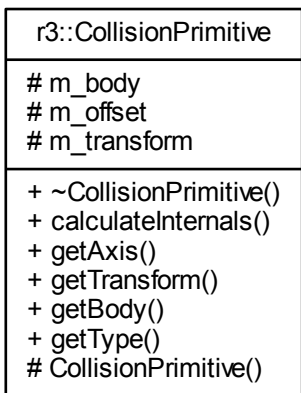 r3::CollisionPrimitive
# m_body
# m_offset
# m_transform
+ ~CollisionPrimitive()
+ calculateInternals()
+ getAxis()
+ getTransform()
+ getBody()
+ getType()
# CollisionPrimitive()